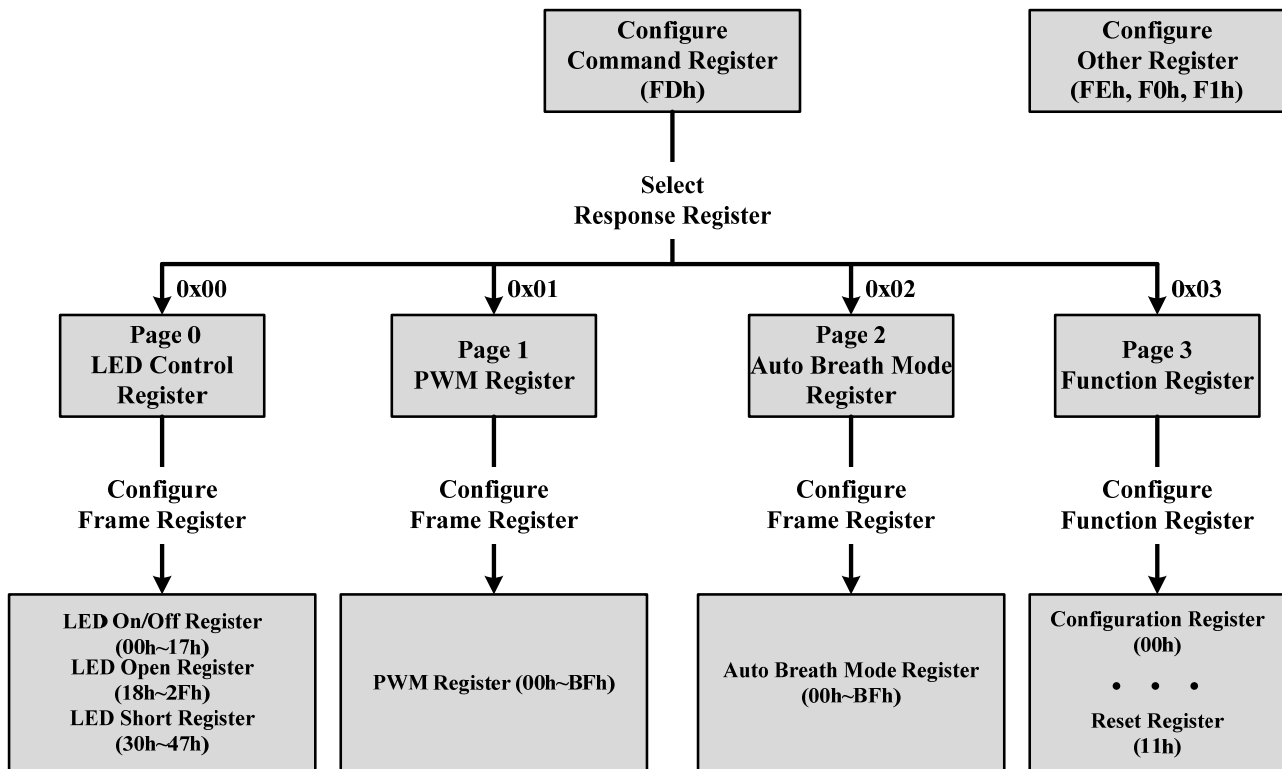 Configure
Command Register
(FDh)
Configure
Other Register
(FEh, F0h, F1h)
Select
Response Register
0x00
0x01
0x02
0x03
Page 0
LED Control
Register
Page 1
PWM Register
Page 2
Auto Breath Mode
Register
Page 3
Function Register
Configure
Frame Register
Configure
Frame Register
Configure
Frame Register
Configure
Function Register
LED On/Off Register
(00h~17h)
LED Open Register
(18h~2Fh)
LED Short Register
(30h~47h)
PWM Register (00h~BFh)
Auto Breath Mode Register
(00h~BFh)
Configuration Register
(00h)
• • •
Reset Register
(11h)